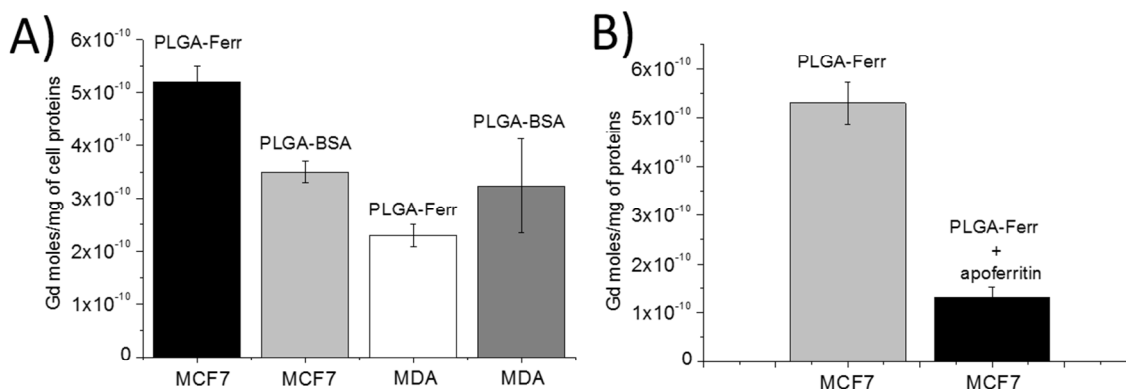 A)
Gd moles/mg of cell proteins
6x10⁻¹⁰
5x10⁻¹⁰
4x10⁻¹⁰
3x10⁻¹⁰
2x10⁻¹⁰
1x10⁻¹⁰
0
PLGA-Ferr
PLGA-BSA
PLGA-Ferr
PLGA-BSA
MCF7
MCF7
MDA
MDA
B)
Gd moles/mg of proteins
6x10⁻¹⁰
5x10⁻¹⁰
4x10⁻¹⁰
3x10⁻¹⁰
2x10⁻¹⁰
1x10⁻¹⁰
0
PLGA-Ferr
PLGA-Ferr
+
apoferritin
MCF7
MCF7